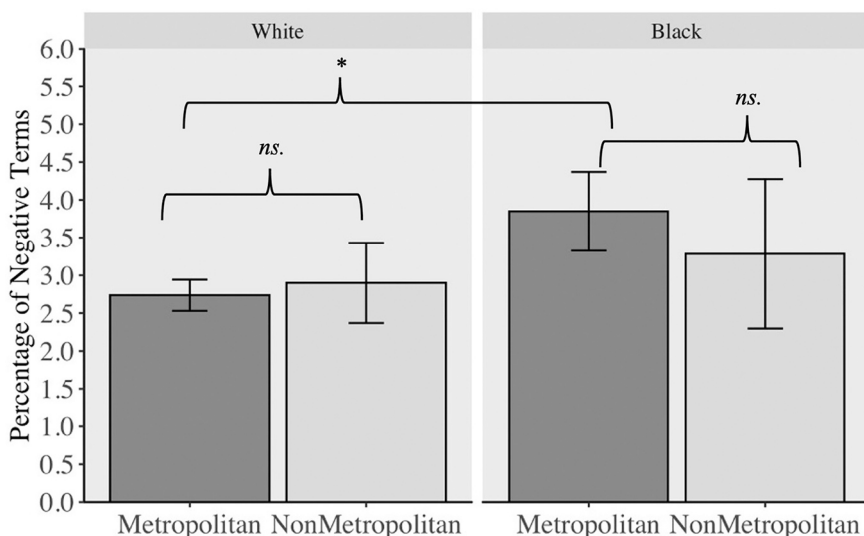 White
Black
Percentage of Negative Terms
6.0
5.5
5.0
4.5
4.0
3.5
3.0
2.5
2.0
1.5
1.0
0.5
0.0
*
ns.
ns.
Metropolitan NonMetropolitan
Metropolitan NonMetropolitan